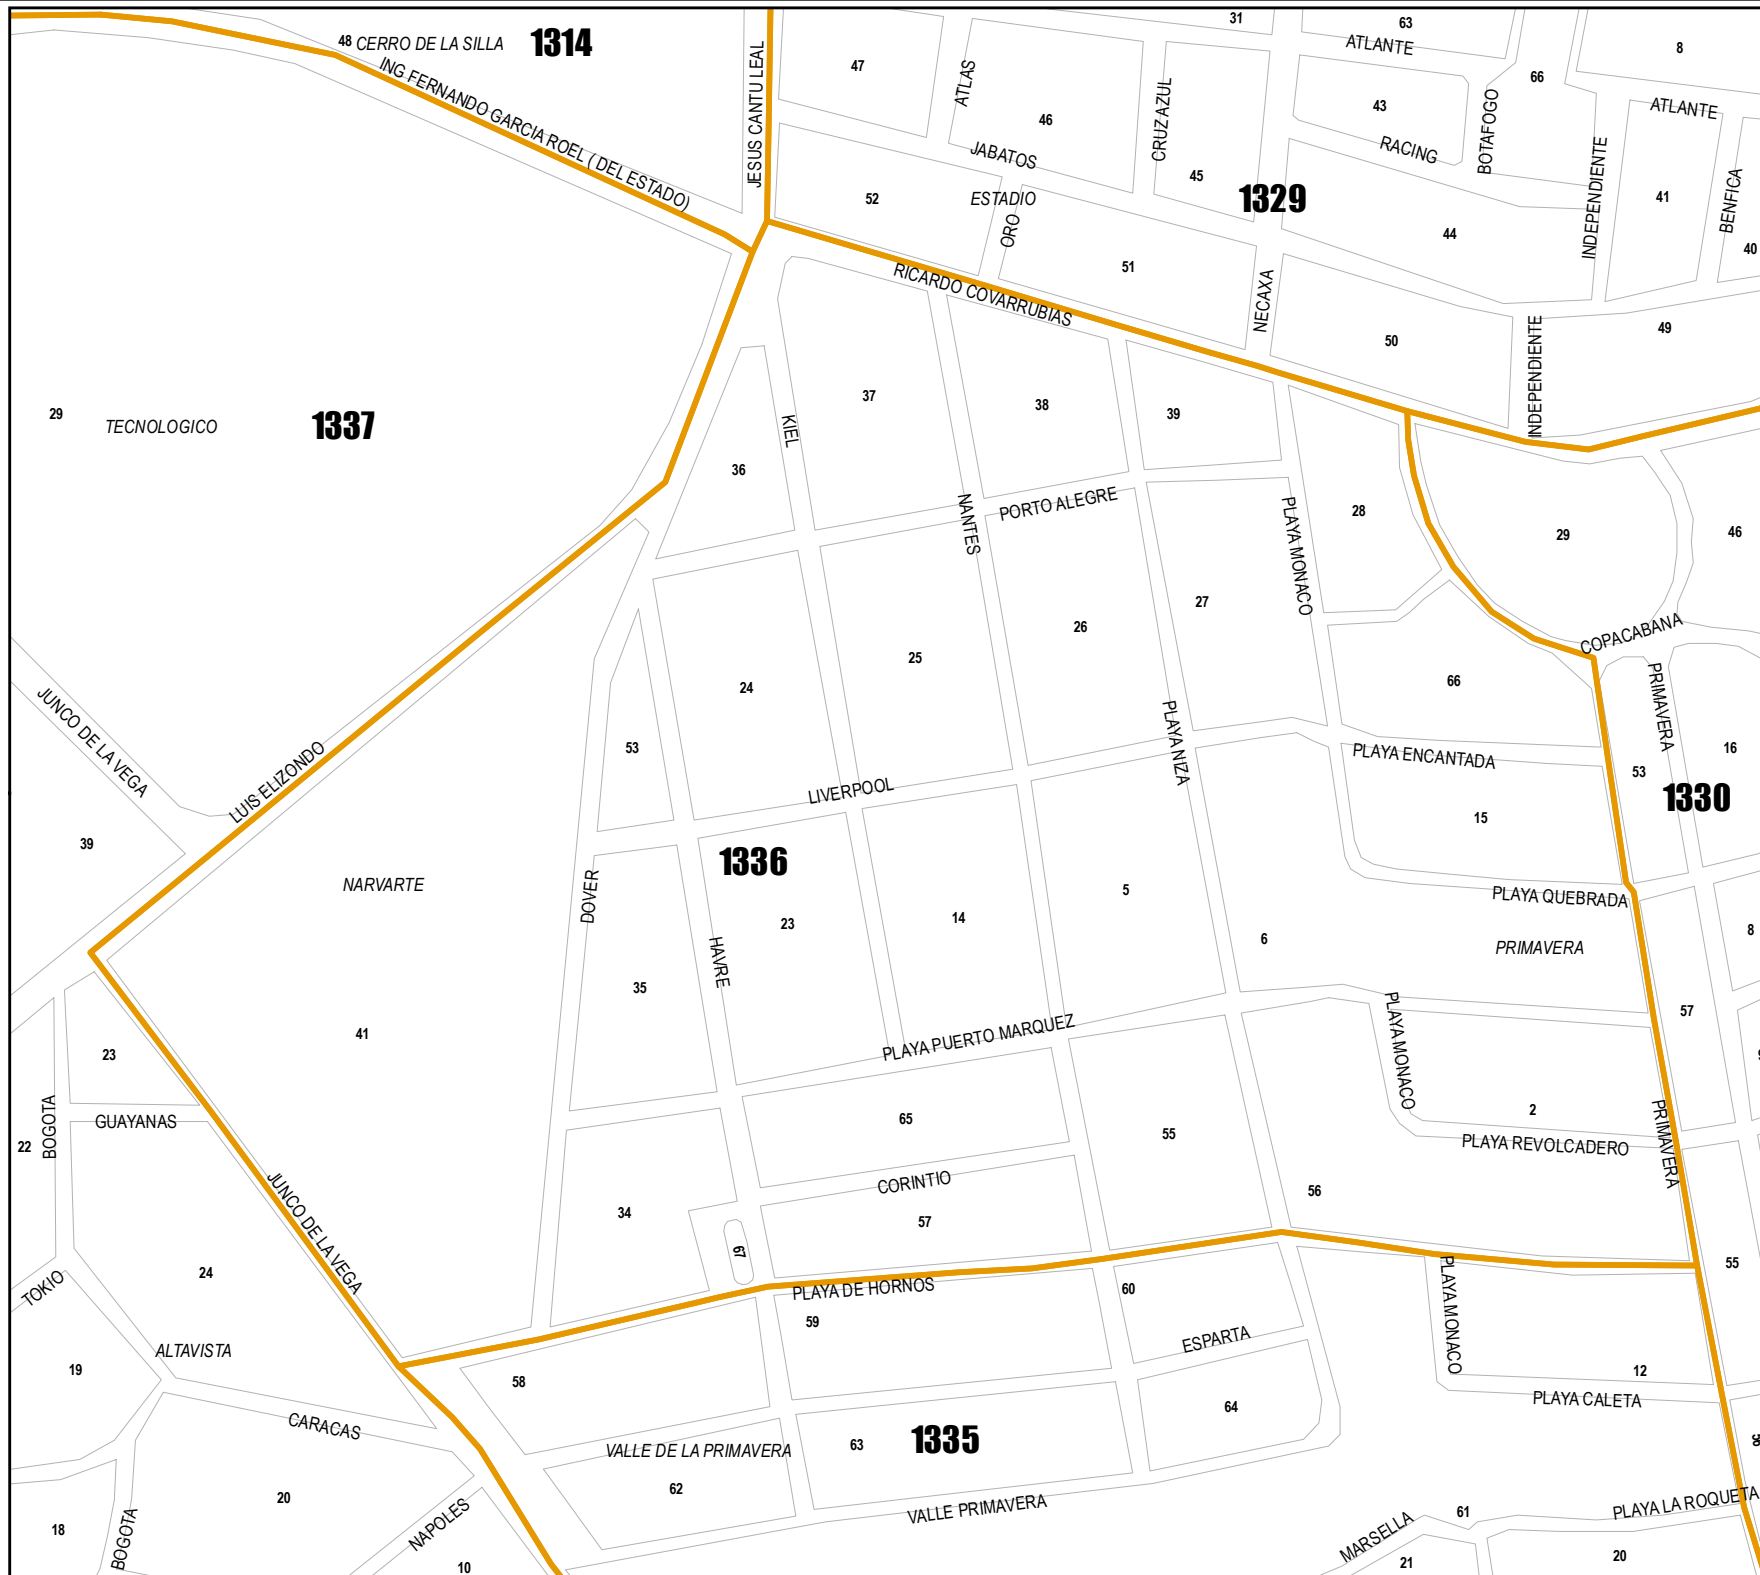 31
63
48 CERRO DE LA SILLA
1314
ATLANTE
8
ING FERNANDO GARCIA ROEL ( DEL ESTADO)
JESUS CANTU LEAL
47
ATLAS
46
CRUZ AZUL
43
BOTAFOGO
66
ATLANTE
JABATOS
RACING
INDEPENDIENTE
BENFICA
52
ESTADIO
45
1329
41
ORO
44
40
RICARDO COVARRUBIAS
51
NECAXA
50
INDEPENDIENTE
49
29
TECNOLOGICO
1337
37
38
39
KIEL
36
NANTES
PORTO ALEGRE
PLAYA MONACO
28
29
46
27
26
25
24
COPACABANA
JUNCO DE LA VEGA
53
66
PRIMAVERA
16
PLAYA NIZA
PLAYA ENCANTADA
53
LUIS ELIZONDO
LIVERPOOL
1330
15
39
1336
NARVARTE
DOVER
5
PLAYA QUEBRADA
23
14
6
PRIMAVERA
8
HAVRE
35
41
PLAYA MONACO
57
PLAYA PUERTO MARQUEZ
23
BOGOTA
GUAYANAS
22
65
55
2
PRIMAVERA
PLAYA REVOLCADERO
JUNCO DE LA VEGA
CORINTIO
56
34
57
67
24
TOKIO
PLAYA DE HORNOS
60
PLAYA MONACO
55
59
ALTAVISTA
ESPARTA
19
58
12
PLAYA CALETA
CARACAS
64
1335
VALLE DE LA PRIMAVERA
63
62
20
VALLE PRIMAVERA
NAPOLES
61
PLAYA LA ROQUETA
MARSELLA
18
BOGOTA
10
21
20